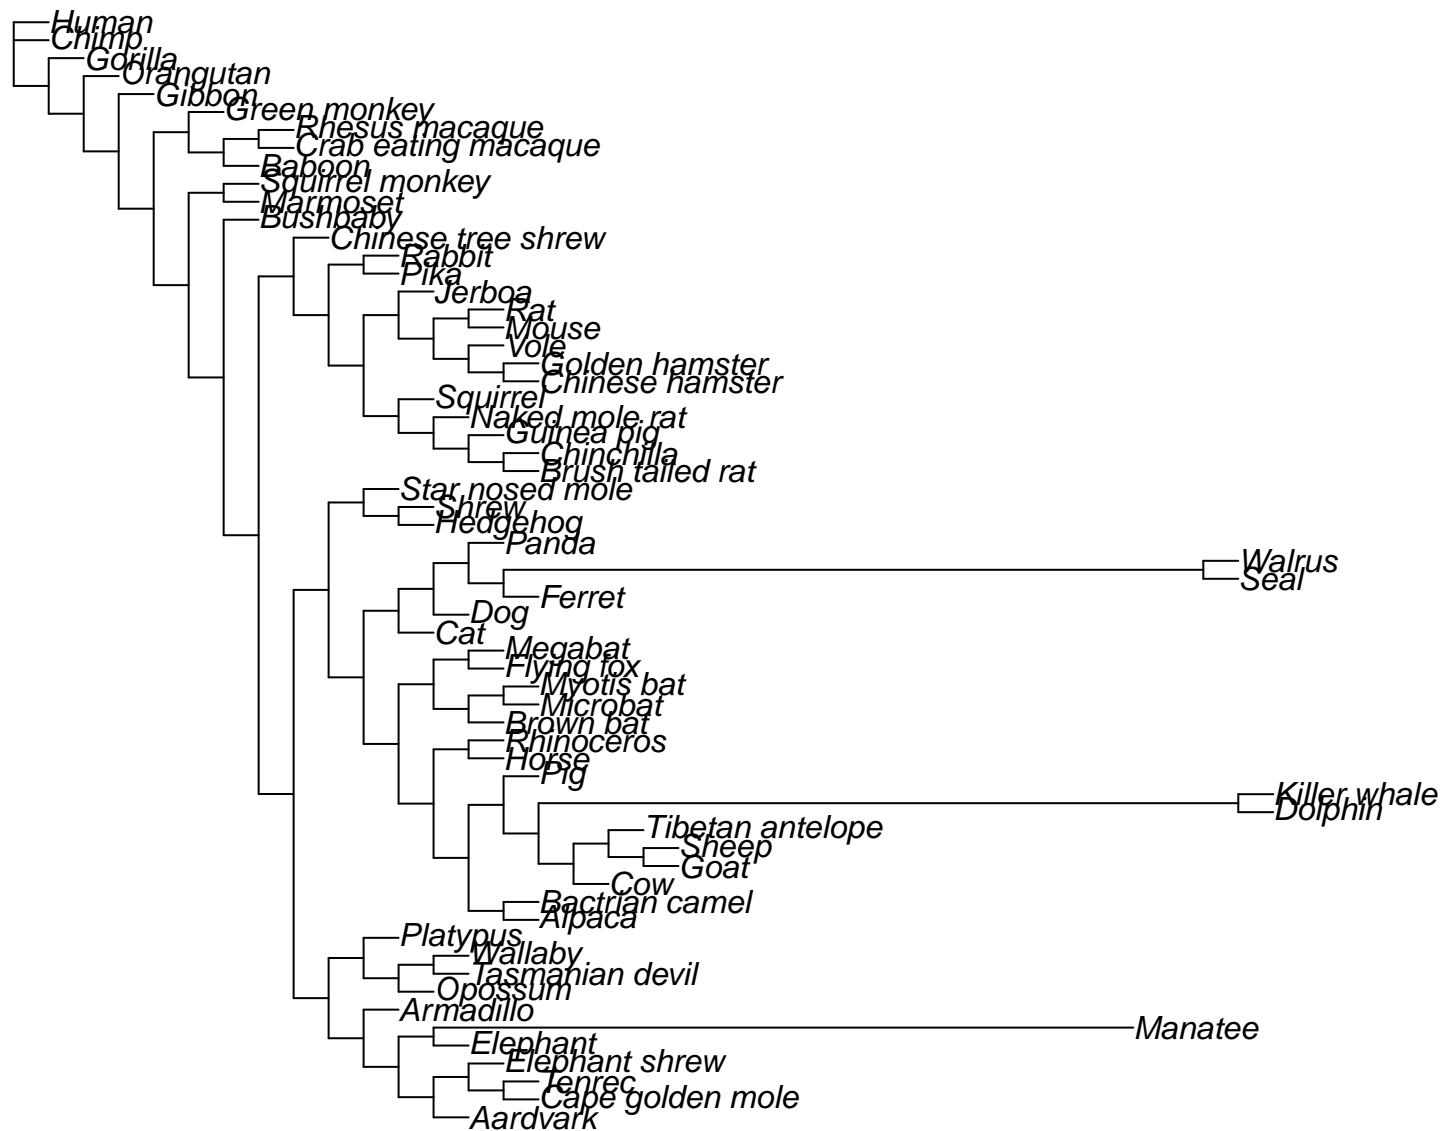 Human
Chimp
Gorilla
Orangutan
Gibbon
Green monkey
Rhesus macaque
Crab eating macaque
Baboon
Squirrel monkey
Marmoset
Bushbaby
Chinese tree shrew
Rabbit
Pika
Jerboa
Rat
Mouse
Vole
Golden hamster
Chinese hamster
Squirrel
Naked mole rat
Guinea pig
Chinchilla
Brush tailed rat
Star nosed mole
Shrew
Hedgehog
Panda
Walrus
Seal
Ferret
Dog
Cat
Megabat
Flying fox
Myotis bat
Microbat
Brown bat
Rhinoceros
Horse
Pig
Killer whale
Dolphin
Tibetan antelope
Sheep
Goat
Cow
Bactrian camel
Alpaca
Platypus
Wallaby
Tasmanian devil
Opossum
Armadillo
Manatee
Elephant
Elephant shrew
Tenrec
Cape golden mole
Aardvark